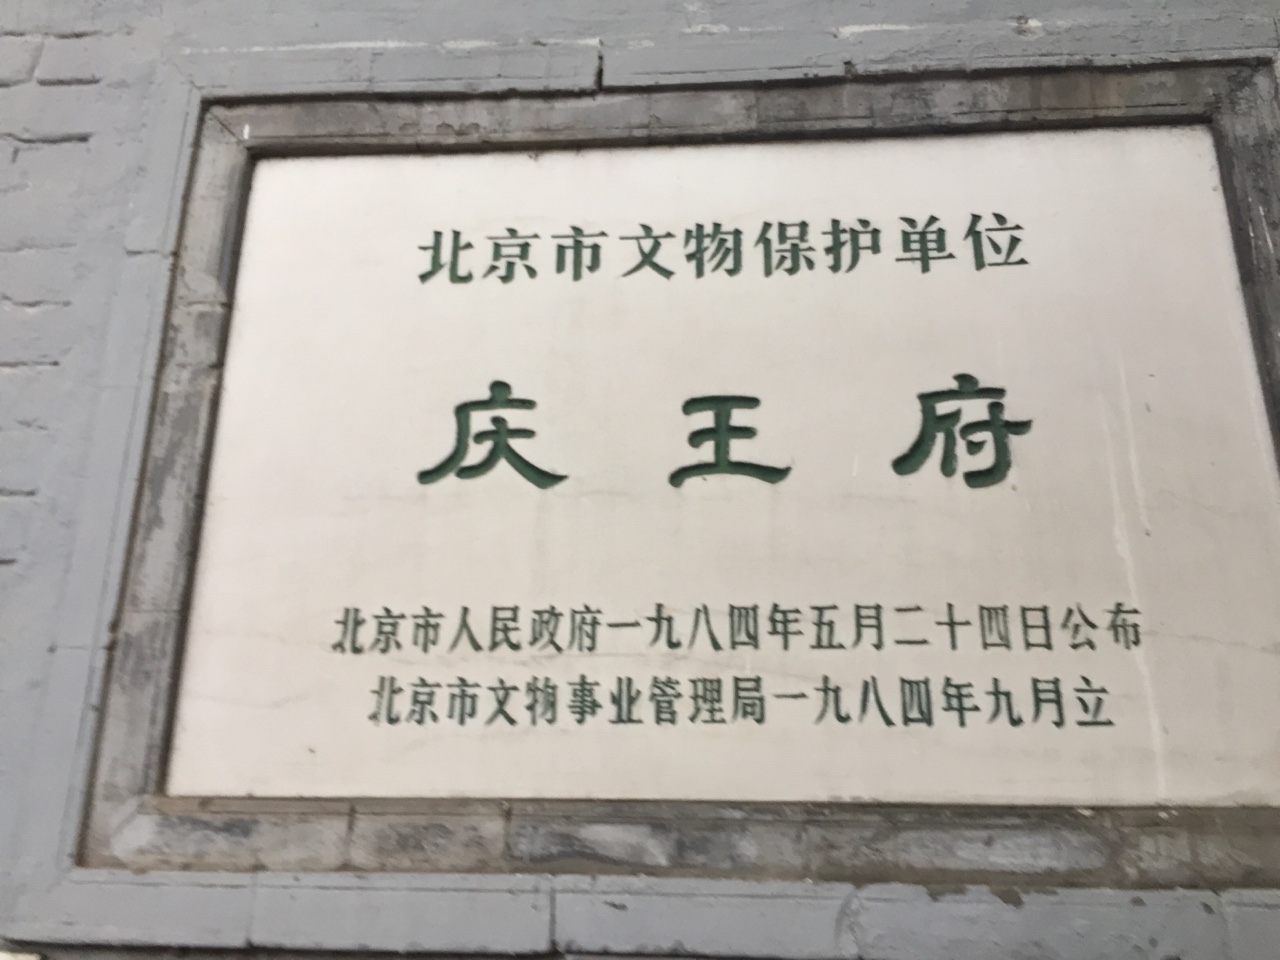 北京市文物保护单位
庆王府
北京市人民政府一九八四年五月二十四日公布
北京市文物事业管理局一九八四年九月立